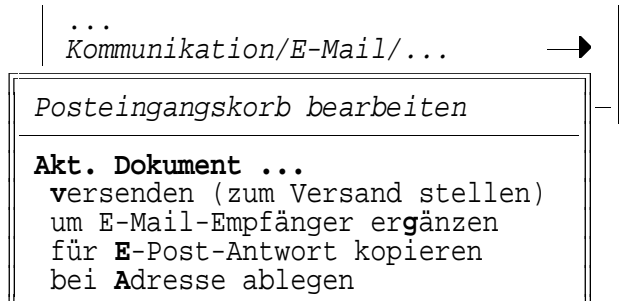 ...
Kommunikation/E-Mail/...
Posteingangskorb bearbeiten
Akt. Dokument ...
versenden (zum Versand stellen)
um E-Mail-Empfänger ergänzen
für E-Post-Antwort kopieren
bei Adresse ablegen